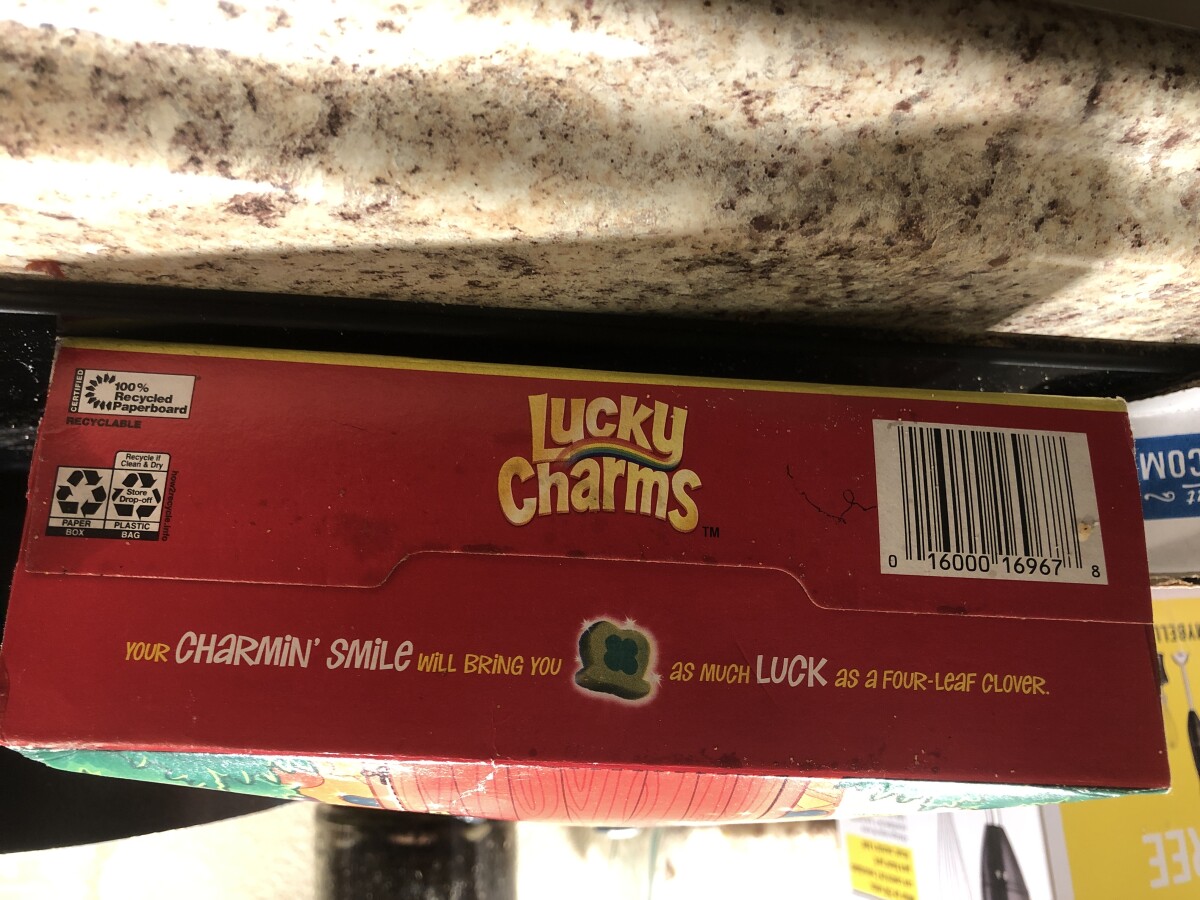 CERTIFIED
100%
Recycled
Paperboard
RECYCLABLE
Recycle if
Clean & Dry
Store
Drop-off
PAPER
BOX
PLASTIC
BAG
how2recycle.info
Lucky
Charms
TM
0 16000 16967 8
YOUR CHARMIN' SMILE WILL BRING YOU AS MUCH LUCK AS A FOUR-LEAF CLOVER.